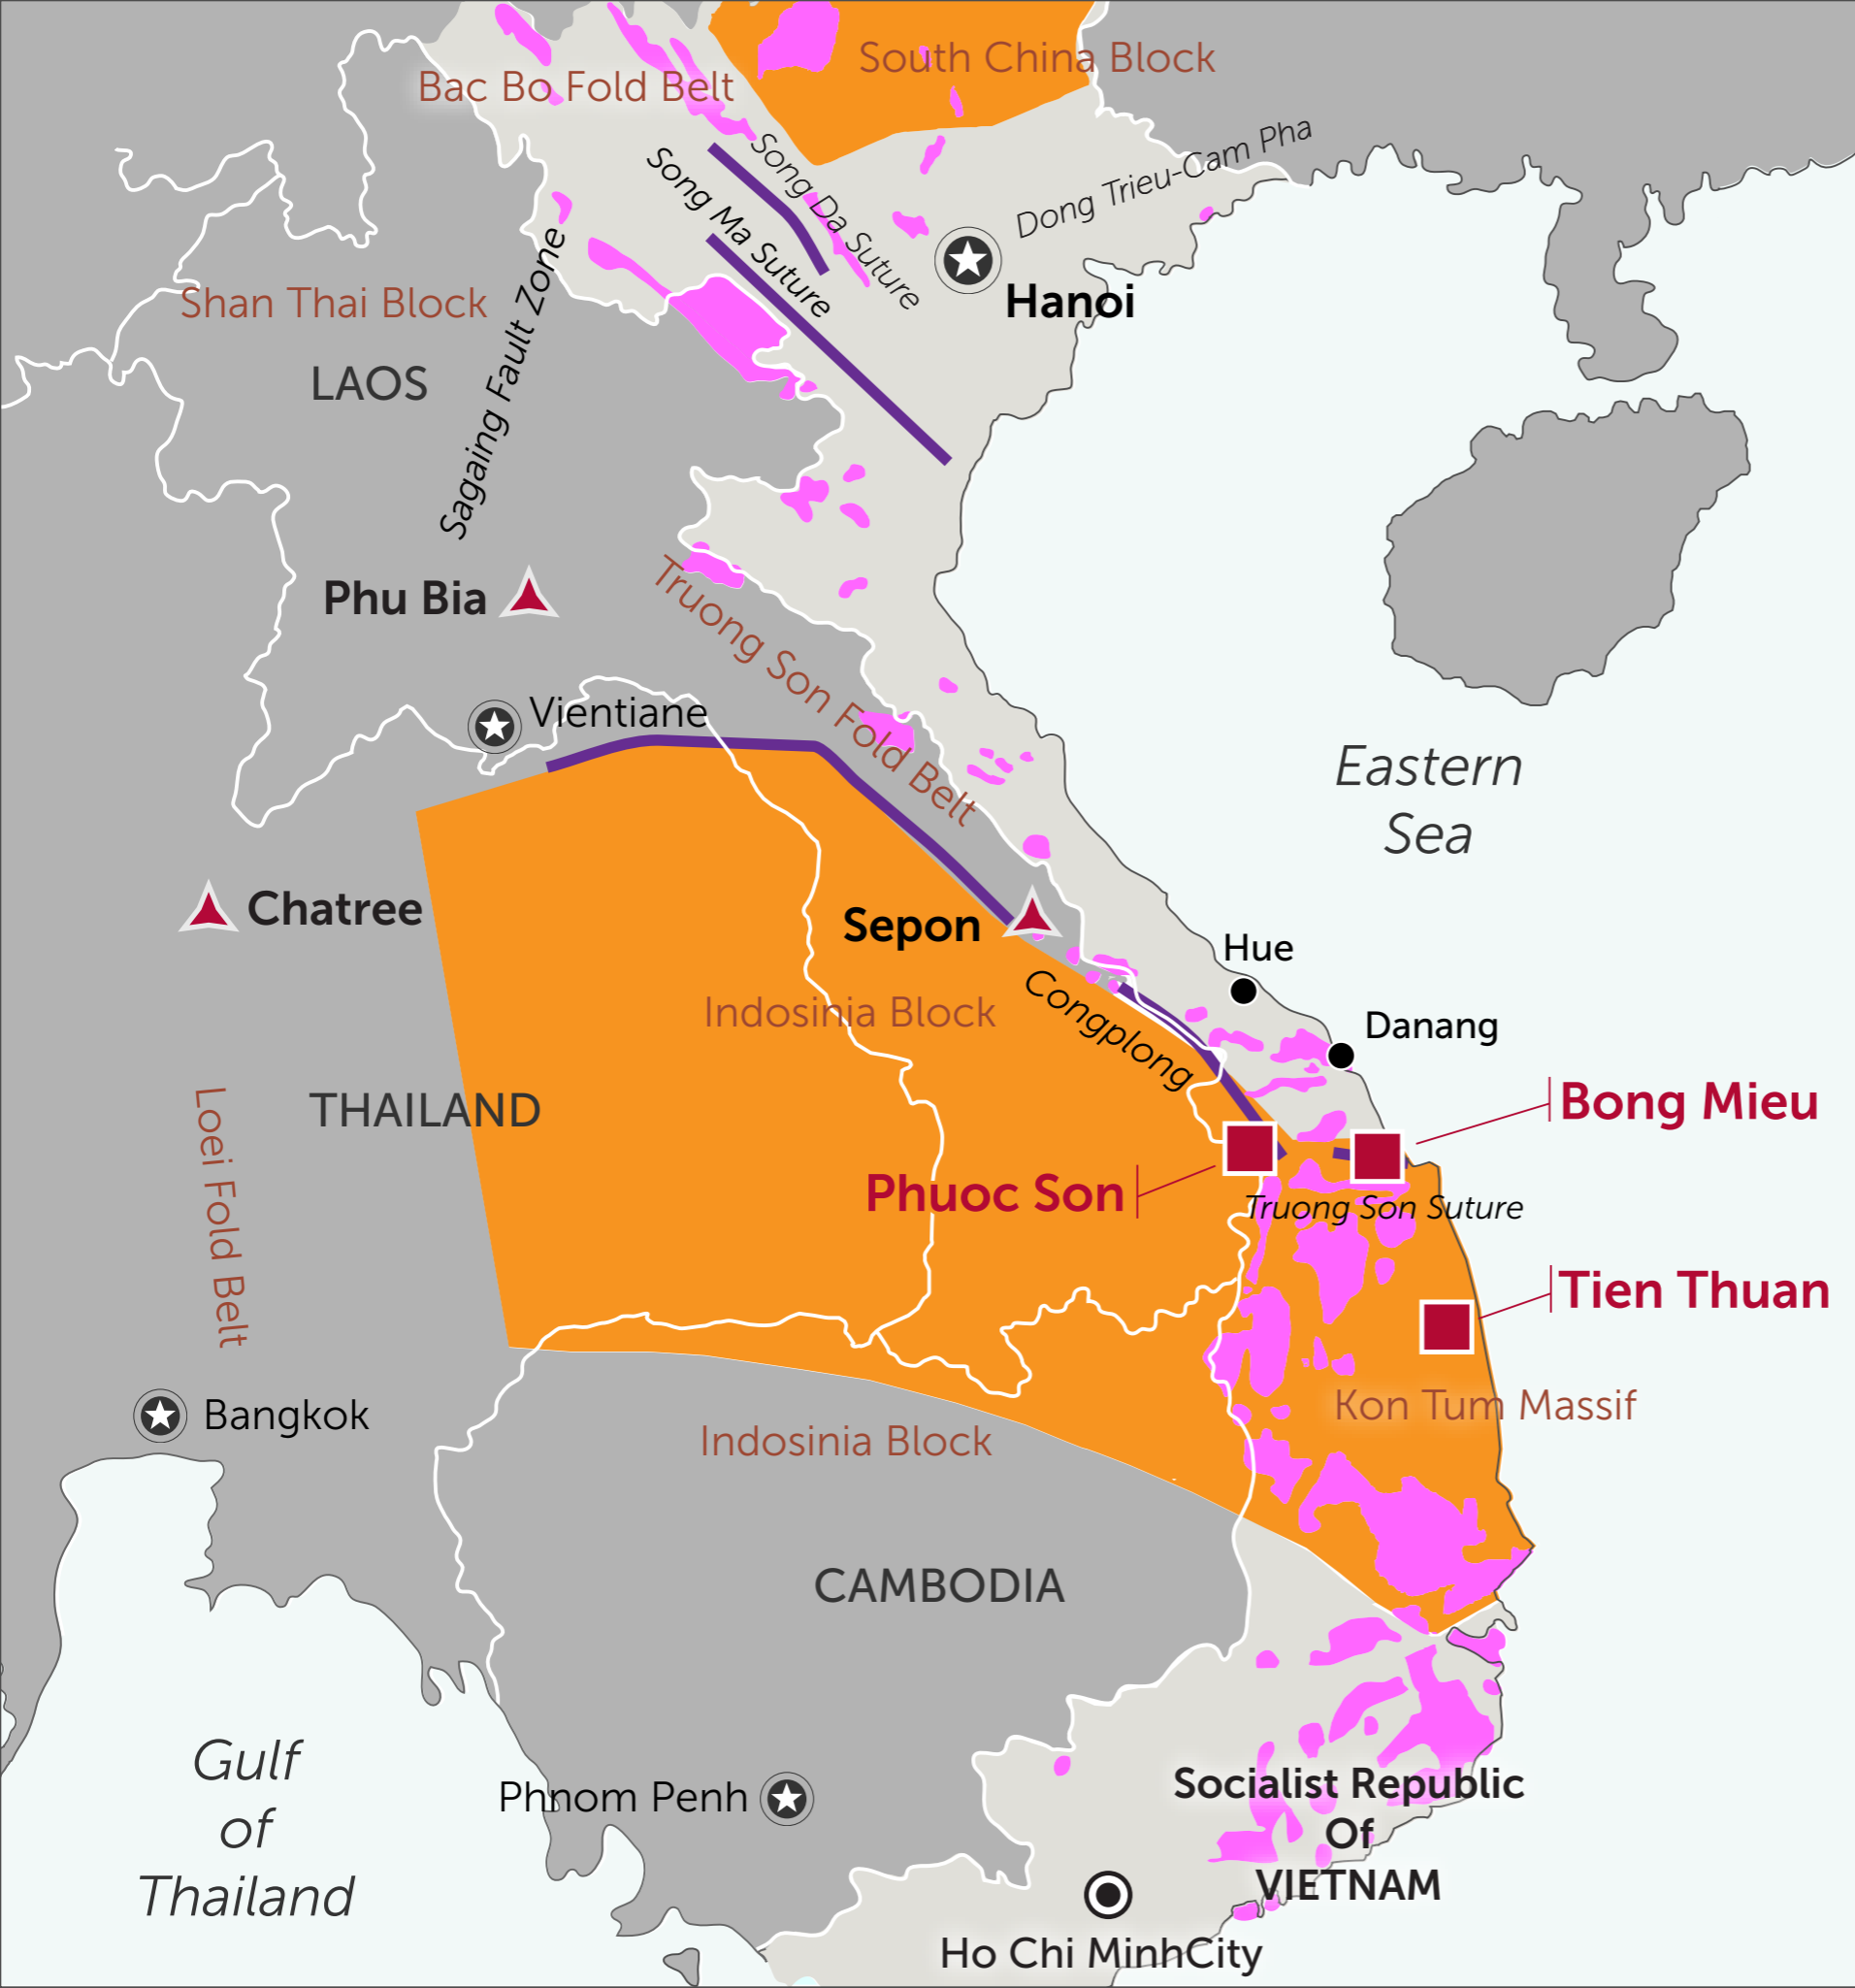 South China Block
Bac Bo Fold Belt
Dong Trieu-Cam Pha
Song Da Suture
Song Ma Suture
Hanoi
Shan Thai Block
LAOS
Sagaing Fault Zone
Phu Bia
Truong Son Fold Belt
Vientiane
Eastern
Sea
Chatree
Sepon
Hue
Indosinia Block
Congplong
Danang
THAILAND
Loei Fold Belt
Bong Mieu
Phuoc Son
Truong Son Suture
Tien Thuan
Kon Tum Massif
Bangkok
Indosinia Block
CAMBODIA
Gulf
of
Thailand
Phnom Penh
Socialist Republic
Of
VIETNAM
Ho Chi MinhCity